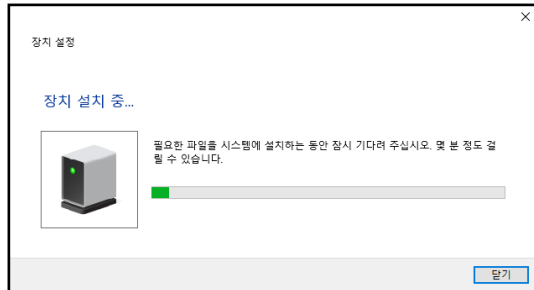 장치 설정
장치 설치 중...
필요한 파일을 시스템에 설치하는 동안 잠시 기다려 주십시오. 몇 분 정도 걸
릴 수 있습니다.
닫기